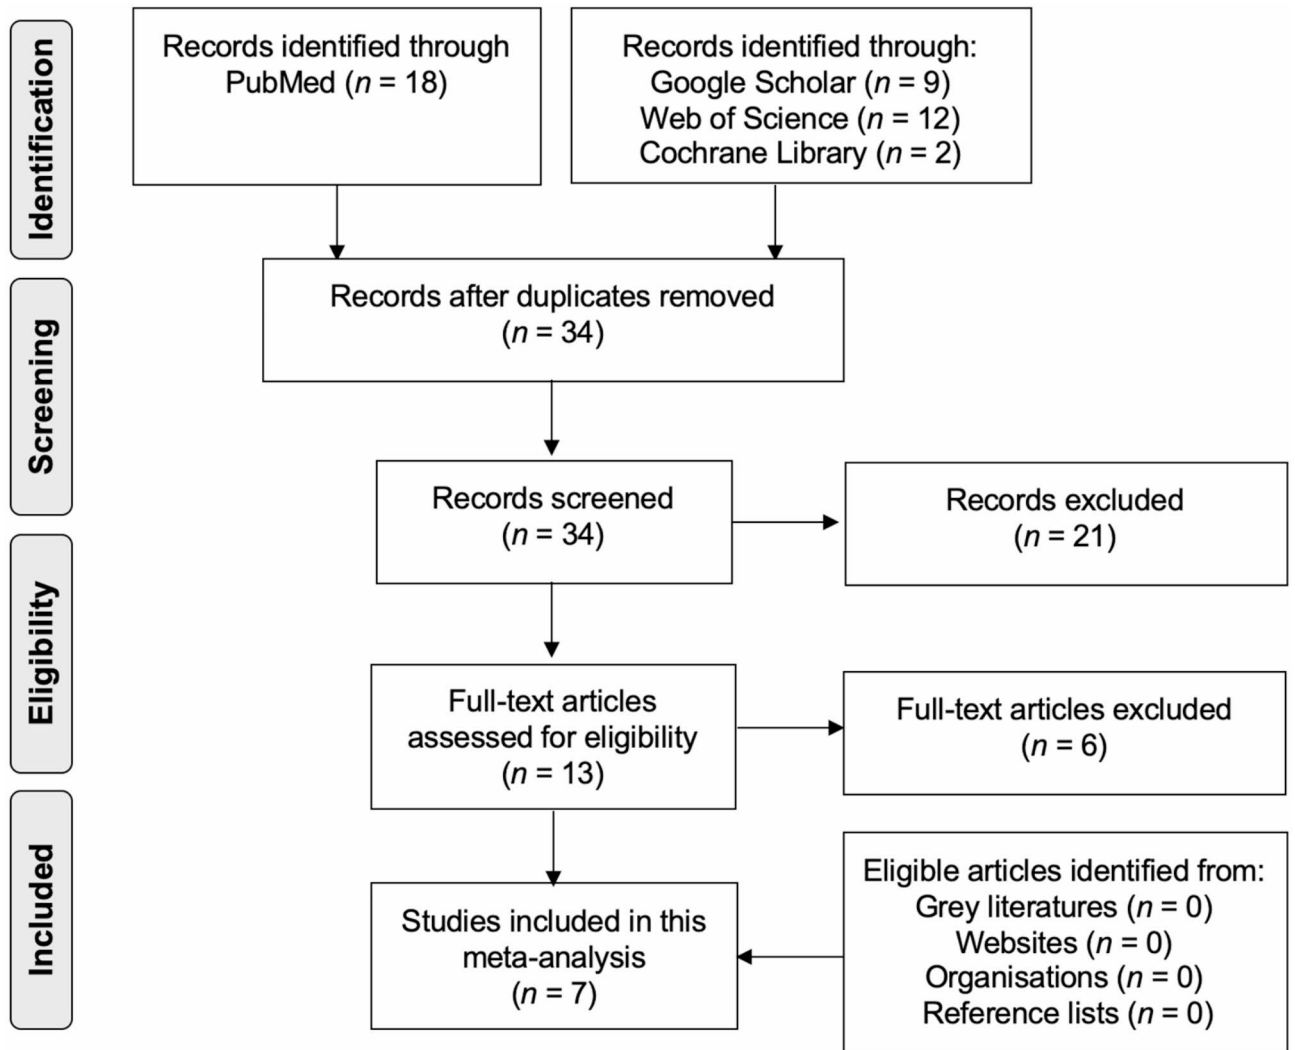 Identification
Records identified through
PubMed (n = 18)
Records identified through:
Google Scholar (n = 9)
Web of Science (n = 12)
Cochrane Library (n = 2)
Screening
Records after duplicates removed
(n = 34)
Records screened
(n = 34)
Records excluded
(n = 21)
Eligibility
Full-text articles
assessed for eligibility
(n = 13)
Full-text articles excluded
(n = 6)
Included
Studies included in this
meta-analysis
(n = 7)
Eligible articles identified from:
Grey literatures (n = 0)
Websites (n = 0)
Organisations (n = 0)
Reference lists (n = 0)